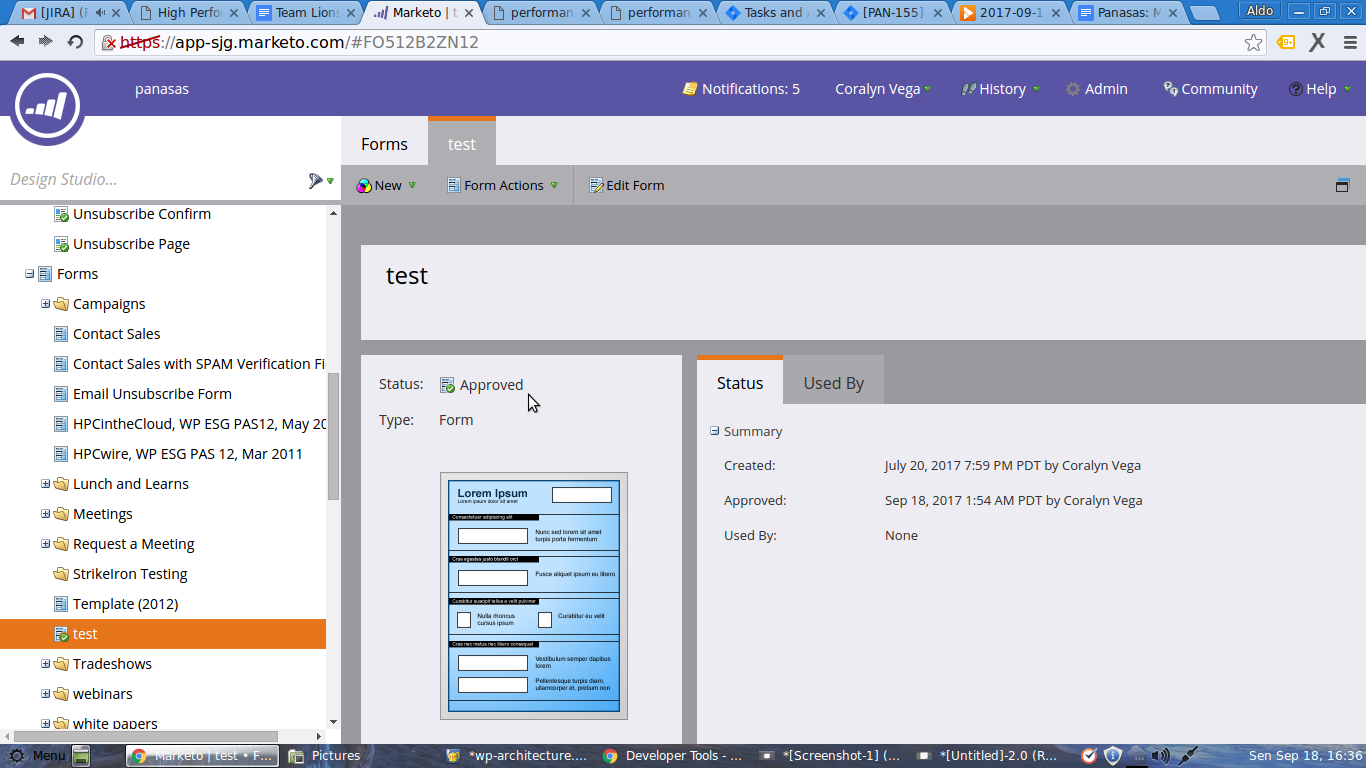 [JIRA] (F
High Perfo
Team Lions
Marketo | t
performan
performan
Tasks and
[PAN-155]
2017-09-1
Panasas: M
Aldo
https://app-sjg.marketo.com/#FO512B2ZN12
9+
panasas
Notifications: 5
Coralyn Vega
History
Admin
Community
Help
Design Studio...
Forms
test
New
Form Actions
Edit Form
Unsubscribe Confirm
Unsubscribe Page
Forms
Campaigns
Contact Sales
Contact Sales with SPAM Verification Fi
Email Unsubscribe Form
HPCintheCloud, WP ESG PAS12, May 20
HPCwire, WP ESG PAS 12, Mar 2011
Lunch and Learns
Meetings
Request a Meeting
StrikeIron Testing
Template (2012)
test
Tradeshows
webinars
white papers
test
Status:
Approved
Type:
Form
Lorem Ipsum
Lorem ipsum dolor sit amet
Consectetuer adipiscing elit
Nunc sed lorem sit amet
turpis porta fermentum
Cras egestas justo blandit orci
Fusce aliquet ipsum eu libero
Curabitur suscipit tellus a velit pulvinar
Nulla rhoncus
cursus ipsum
Curabitur eu velit
Cras nec metus nec libero consequat
Vestibulum semper dapibus
lorem
Pellentesque turpis diam,
ullamcorper et, pretium non
Status
Used By
Summary
Created:
July 20, 2017 7:59 PM PDT by Coralyn Vega
Approved:
Sep 18, 2017 1:54 AM PDT by Coralyn Vega
Used By:
None
Menu
Marketo | test • F...
Pictures
*wp-architecture....
Developer Tools - ...
*[Screenshot-1] (...
*[Untitled]-2.0 (R...
Sen Sep 18, 16:36